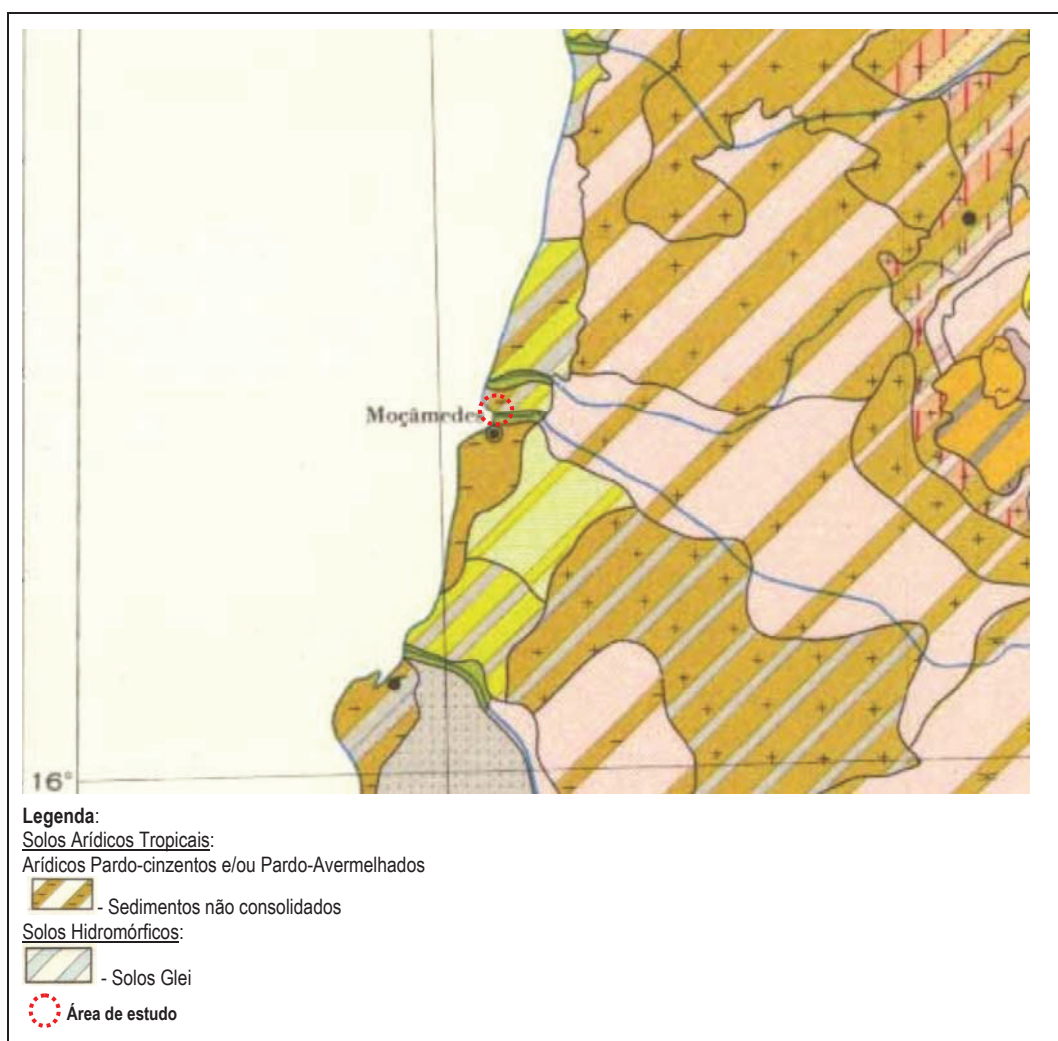 Moçâmedes
16°
Legenda:
Solos Arídicos Tropicais:
Arídicos Pardo-cinzentos e/ou Pardo-Avermelhados
- Sedimentos não consolidados
Solos Hidromórficos:
- Solos Glei
Área de estudo